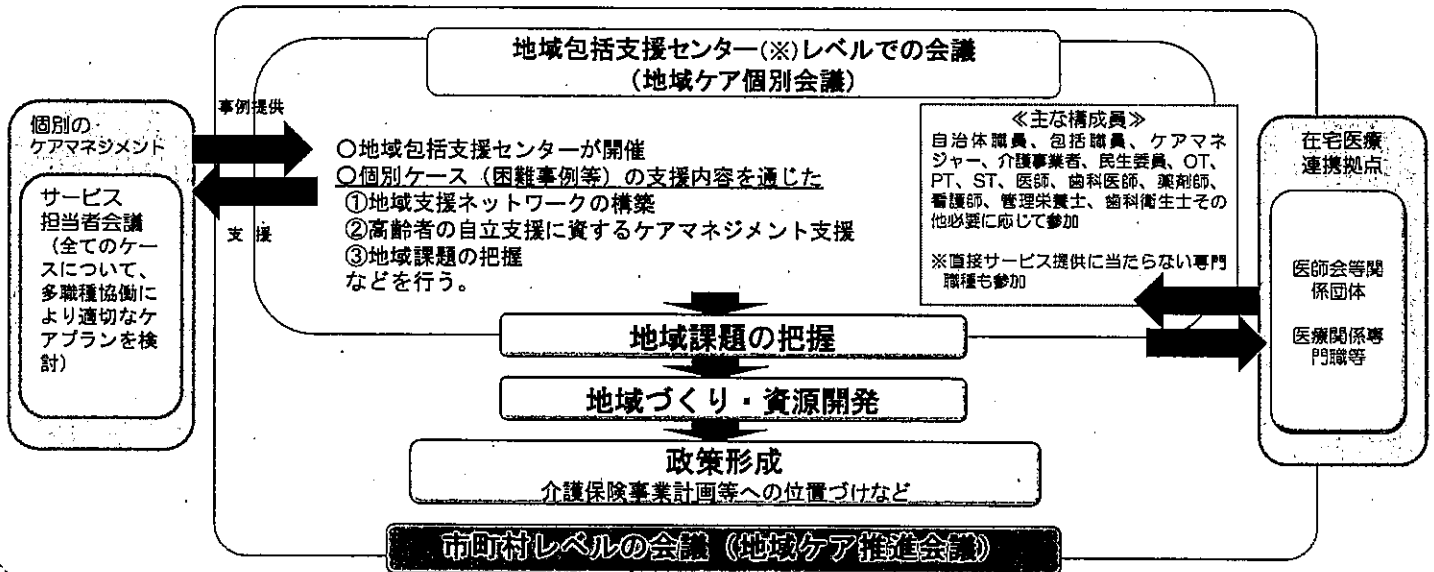 地域包括支援センター(※)レベルでの会議
(地域ケア個別会議)
事例提供
支 援
個別の
ケアマネジメント
サービス
担当者会議
(全てのケー
スについて、
多職種協働に
より適切なケ
アプランを検
討)
〇地域包括支援センターが開催
〇個別ケース(困難事例等)の支援内容を通じた
①地域支援ネットワークの構築
②高齢者の自立支援に資するケアマネジメント支援
③地域課題の把握
などを行う。
≪主な構成員≫
自治体職員、包括職員、ケアマネ
ジャー、介護事業者、民生委員、OT、
PT、ST、医師、歯科医師、薬剤師、
看護師、管理栄養士、歯科衛生士その
他必要に応じて参加
※直接サービス提供に当たらない専門
職種も参加
在宅医療
連携拠点
医師会等関
係団体
医療関係専
門職等
地域課題の把握
地域づくり・資源開発
政策形成
介護保険事業計画等への位置づけなど
市町村レベルの会議(地域ケア推進会議)